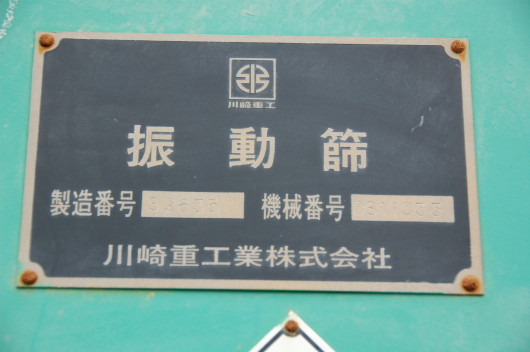 川崎重工
振動篩
製造番号 機械番号
川崎重工業株式会社